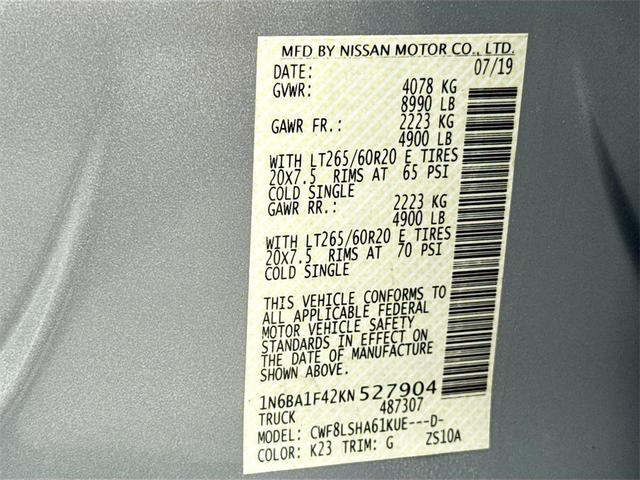 MFD BY NISSAN MOTOR CO., LTD.
DATE: 07/19
GVWR: 4078 KG
8990 LB
GAWR FR.: 2223 KG
4900 LB
WITH LT265/60R20 E TIRES
20X7.5 RIMS AT 65 PSI
COLD SINGLE
GAWR RR.: 2223 KG
4900 LB
WITH LT265/60R20 E TIRES
20X7.5 RIMS AT 70 PSI
COLD SINGLE
THIS VEHICLE CONFORMS TO
ALL APPLICABLE FEDERAL
MOTOR VEHICLE SAFETY
STANDARDS IN EFFECT ON
THE DATE OF MANUFACTURE
SHOWN ABOVE.
1N6BA1F42KN527904
TRUCK 487307
MODEL: CWF8LSHA61KUE---D-
COLOR: K23 TRIM: G ZS10A